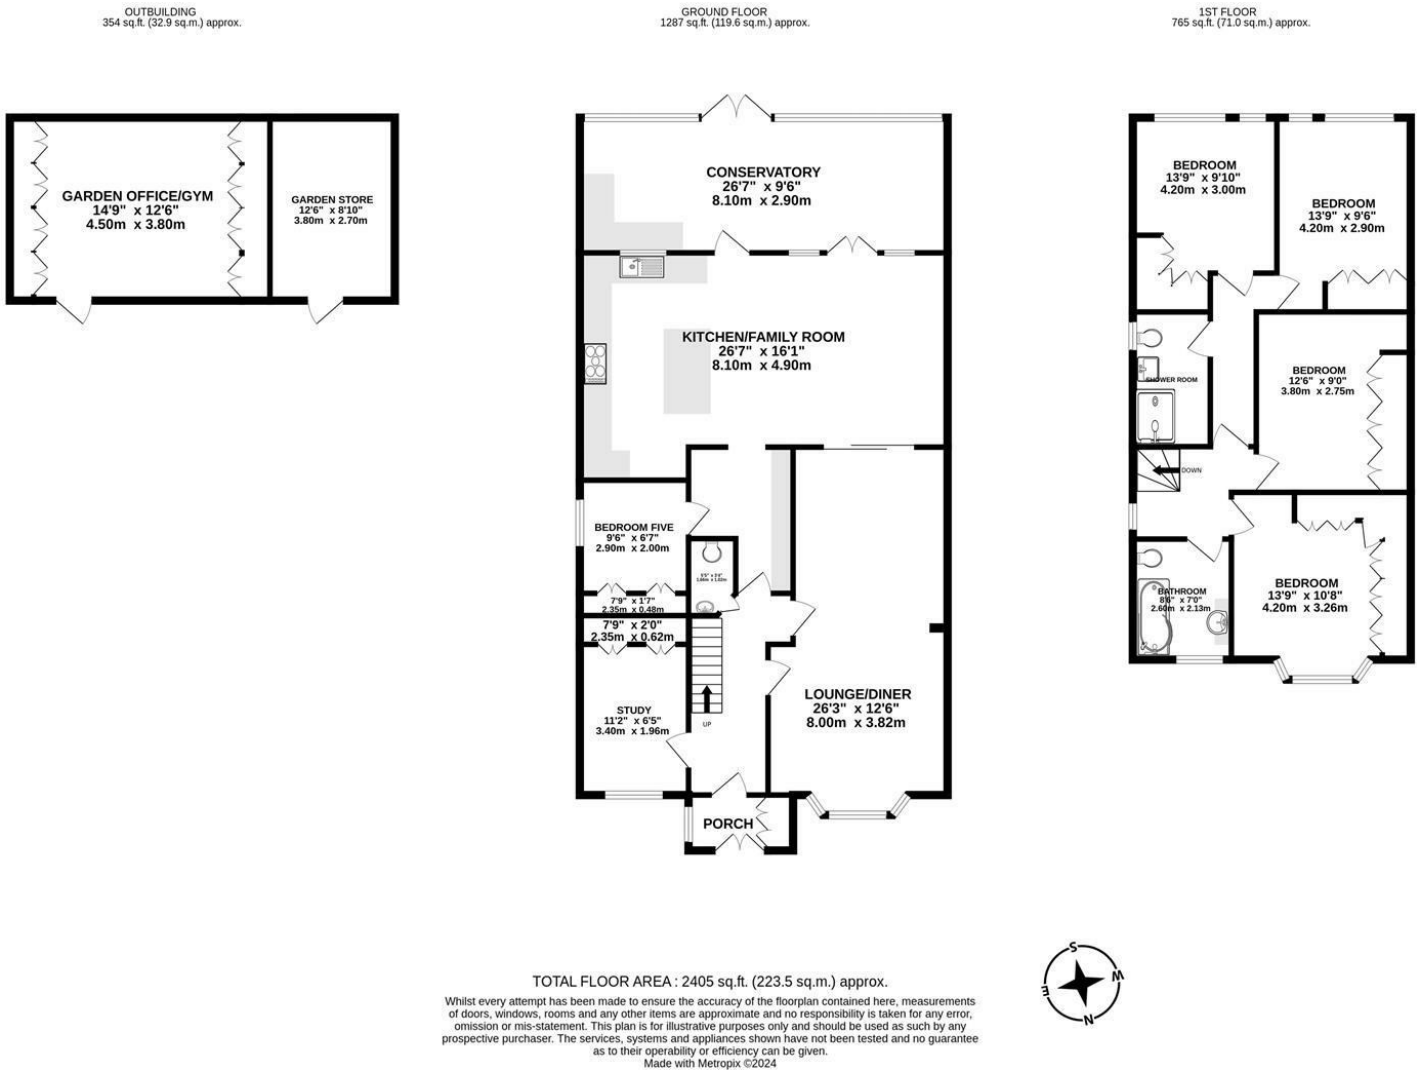 OUTBUILDING
354 sq.ft. (32.9 sq.m.) approx.
GROUND FLOOR
1287 sq.ft. (119.6 sq.m.) approx.
1ST FLOOR
765 sq.ft. (71.0 sq.m.) approx.
GARDEN OFFICE/GYM
14'9" x 12'6"
4.50m x 3.80m
GARDEN STORE
12'6" x 8'10"
3.80m x 2.70m
CONSERVATORY
26'7" x 9'6"
8.10m x 2.90m
KITCHEN/FAMILY ROOM
26'7" x 16'1"
8.10m x 4.90m
BEDROOM FIVE
9'6" x 6'7"
2.90m x 2.00m
7'9" x 1'7"
2.35m x 0.48m
7'9" x 2'0"
2.35m x 0.62m
STUDY
11'2" x 6'5"
3.40m x 1.96m
UP
LOUNGE/DINER
26'3" x 12'6"
8.00m x 3.82m
PORCH
BEDROOM
13'9" x 9'10"
4.20m x 3.00m
BEDROOM
13'9" x 9'6"
4.20m x 2.90m
SHOWER ROOM
BEDROOM
12'6" x 9'0"
3.80m x 2.75m
DOWN
BATHROOM
8'6" x 7'0"
2.60m x 2.13m
BEDROOM
13'9" x 10'8"
4.20m x 3.26m
S
W
E
N
TOTAL FLOOR AREA : 2405 sq.ft. (223.5 sq.m.) approx.
Whilst every attempt has been made to ensure the accuracy of the floorplan contained here, measurements
of doors, windows, rooms and any other items are approximate and no responsibility is taken for any error,
omission or mis-statement. This plan is for illustrative purposes only and should be used as such by any
prospective purchaser. The services, systems and appliances shown have not been tested and no guarantee
as to their operability or efficiency can be given.
Made with Metropix ©2024